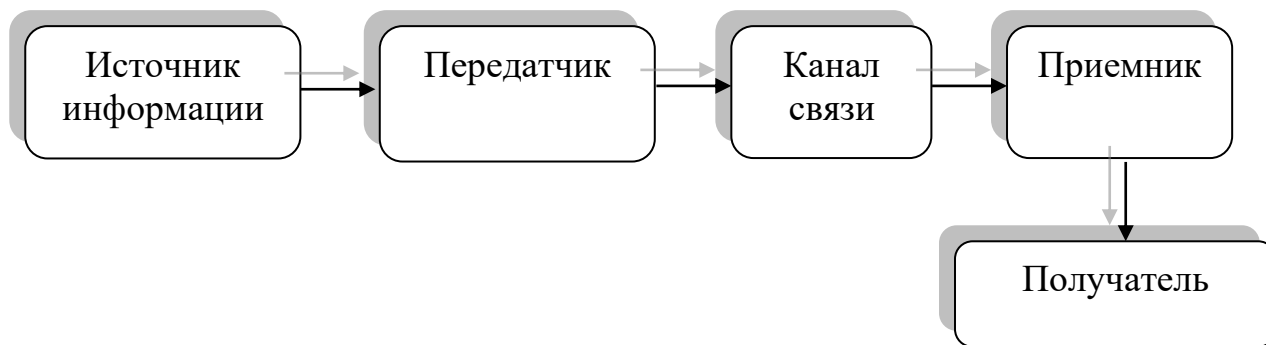 Источник
информации
Передатчик
Канал
связи
Приемник
Получатель